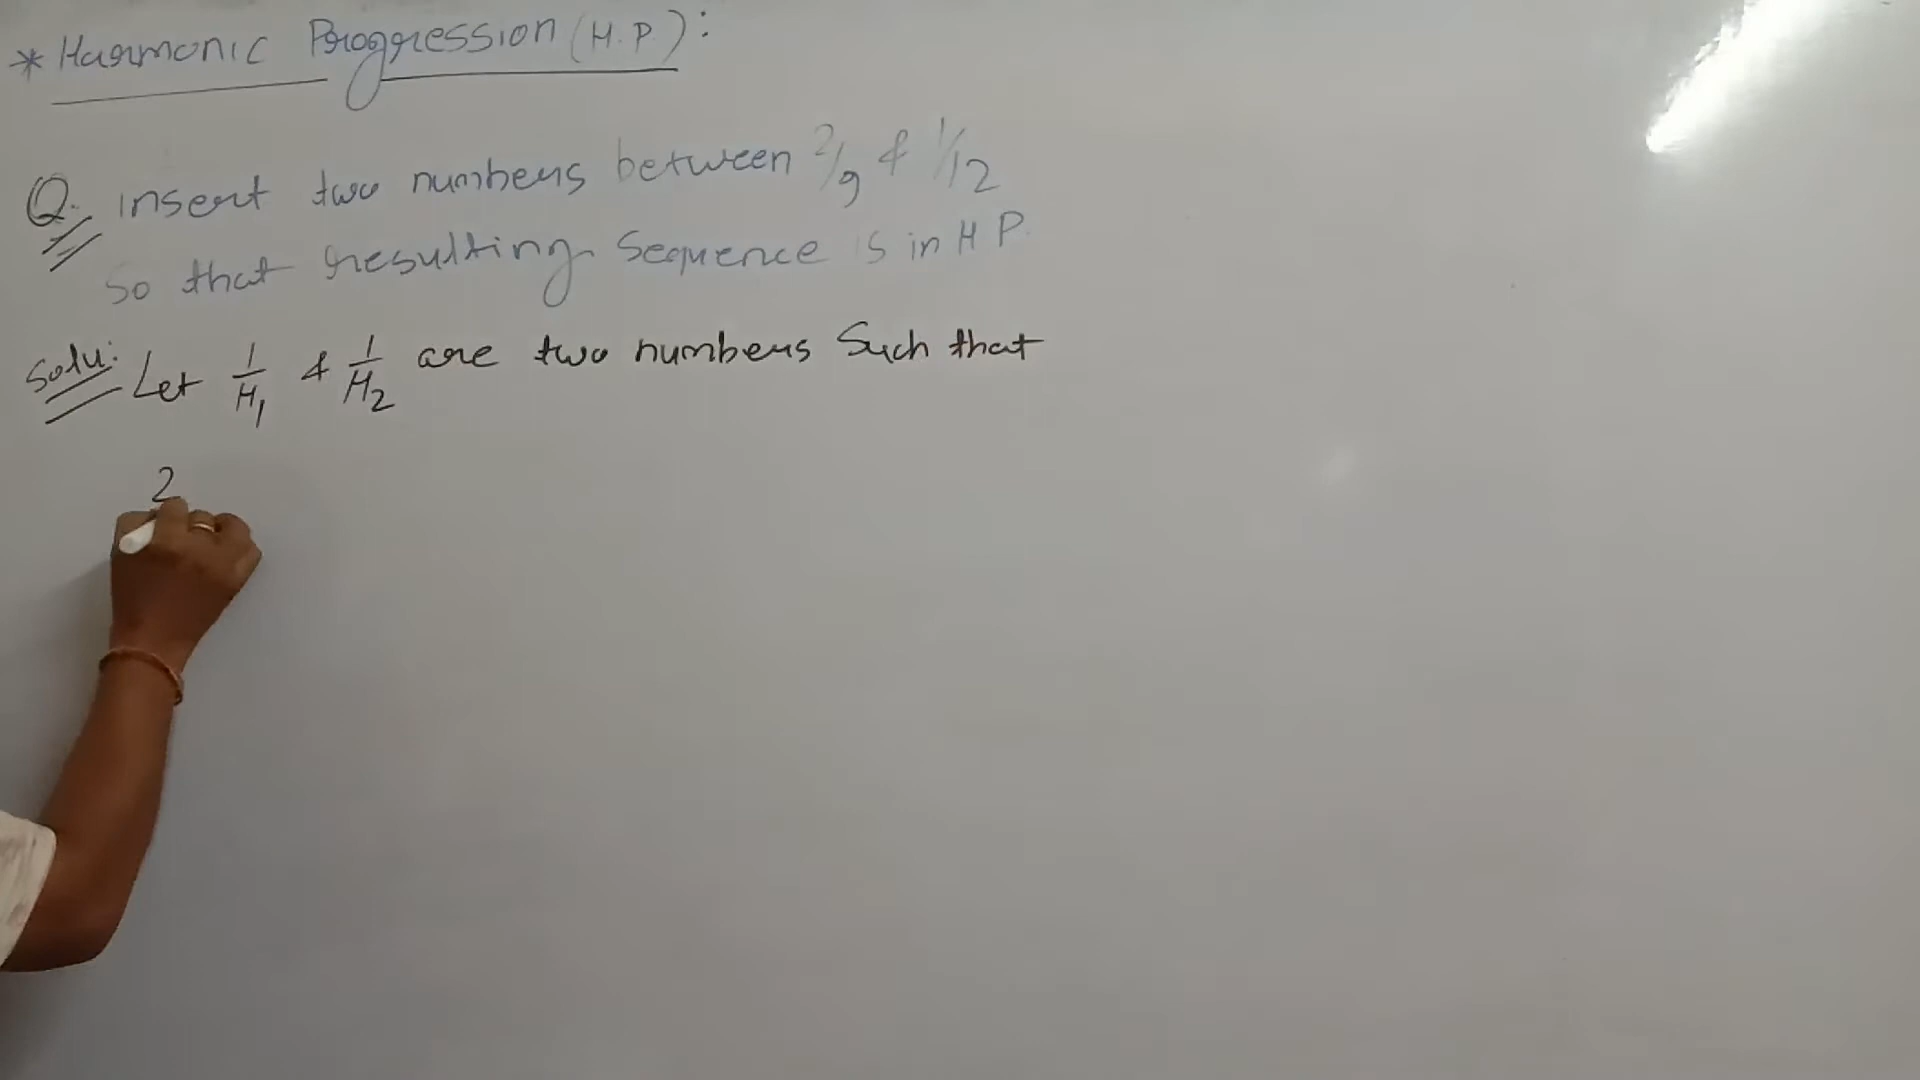 * Harmonic Progression (H.P):
Q. insert two numbers between 2/9 & 1/12
So that resulting Sequence is in H P.
Solu: Let 1/H₁ & 1/H₂ are two numbers Such that
2